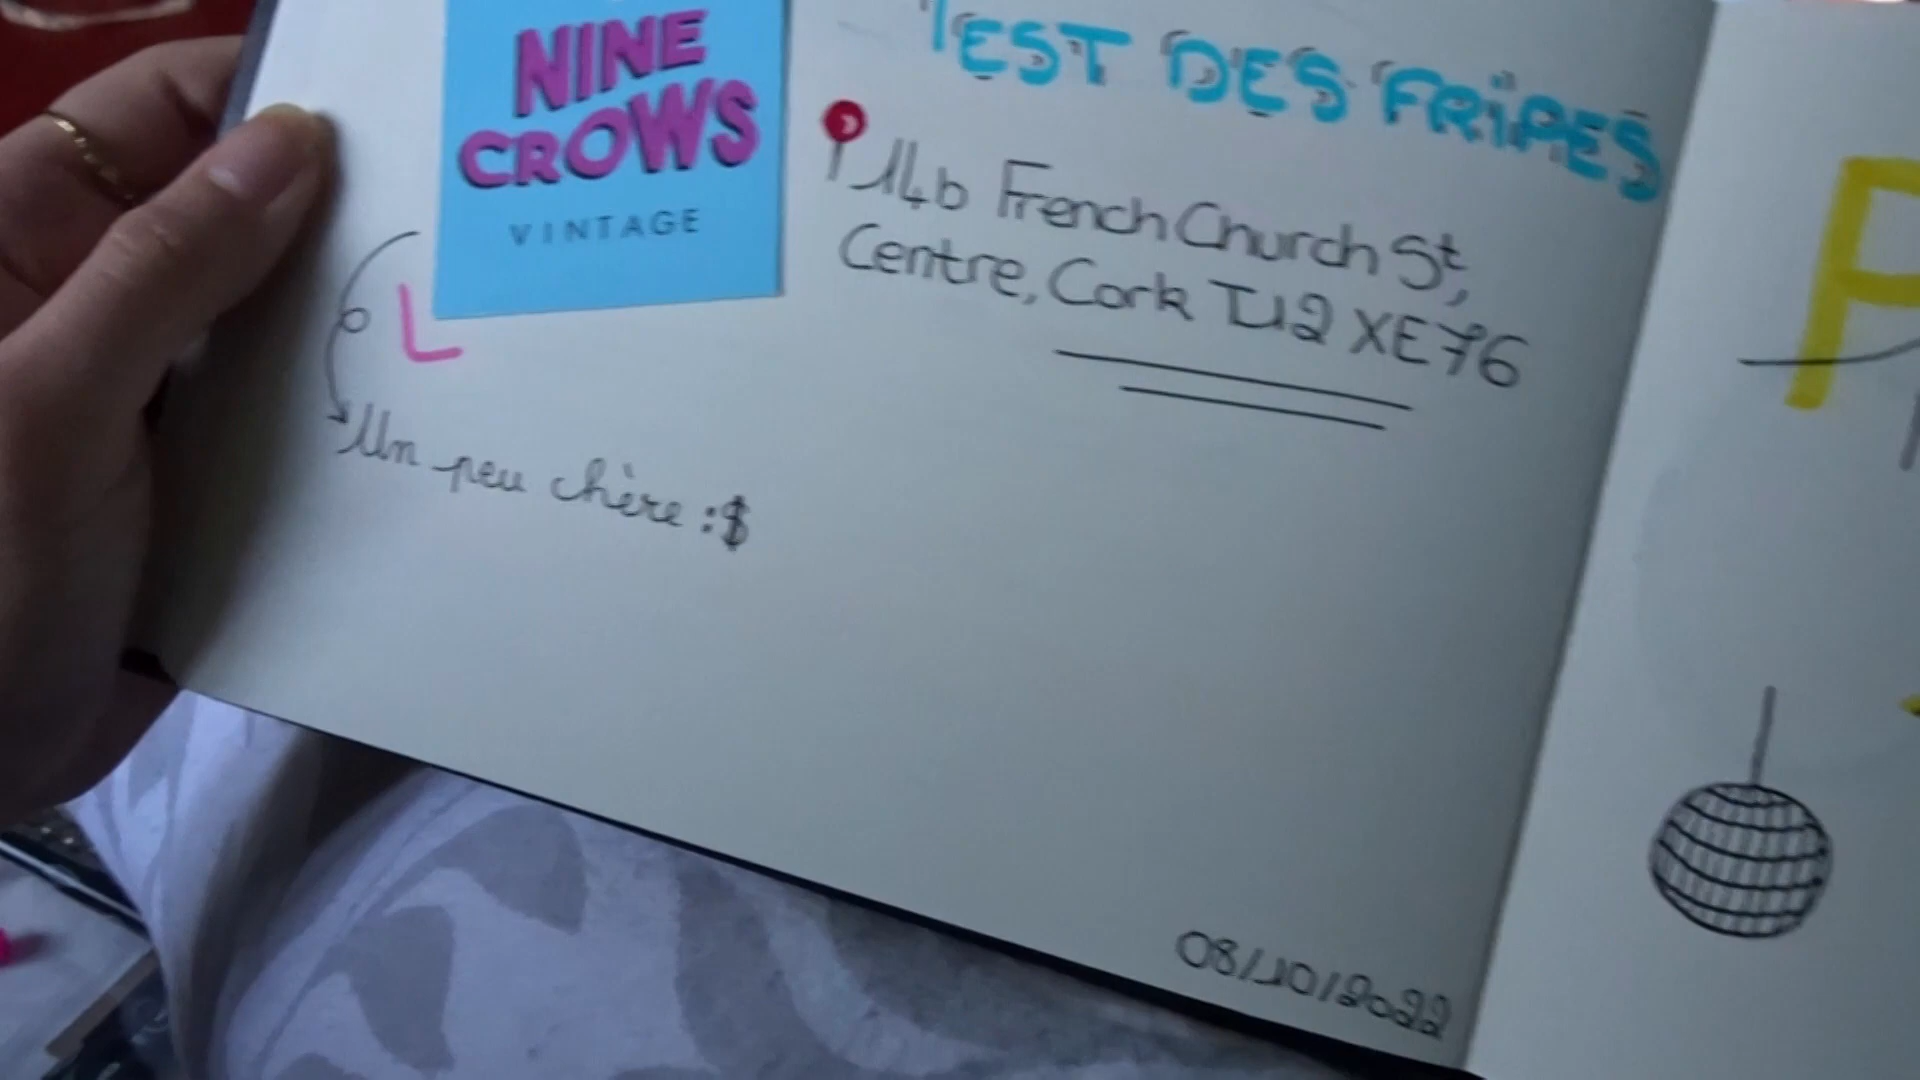 NINE
CROWS
VINTAGE
TEST DES FRIPES
14b French Church St,
Centre, Cork T12 XE76
Un peu chère :$
08/10/2022
P